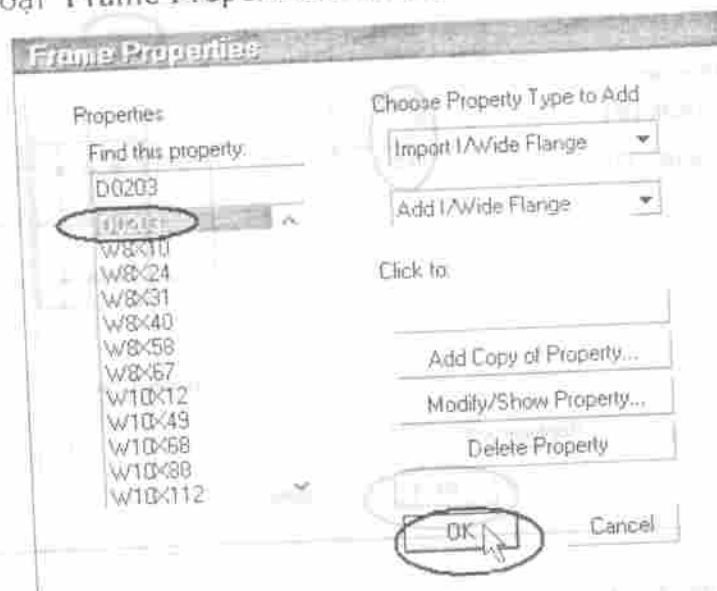 Frame Properties
Properties
Find this property:
D0203
W8X10
W8X24
W8X31
W8X40
W8X58
W8X67
W10X12
W10X49
W10X68
W10X88
W10X112
Choose Property Type to Add
Import I/Wide Flange
Add I/Wide Flange
Click to:
Add Copy of Property...
Modify/Show Property...
Delete Property
OK
Cancel